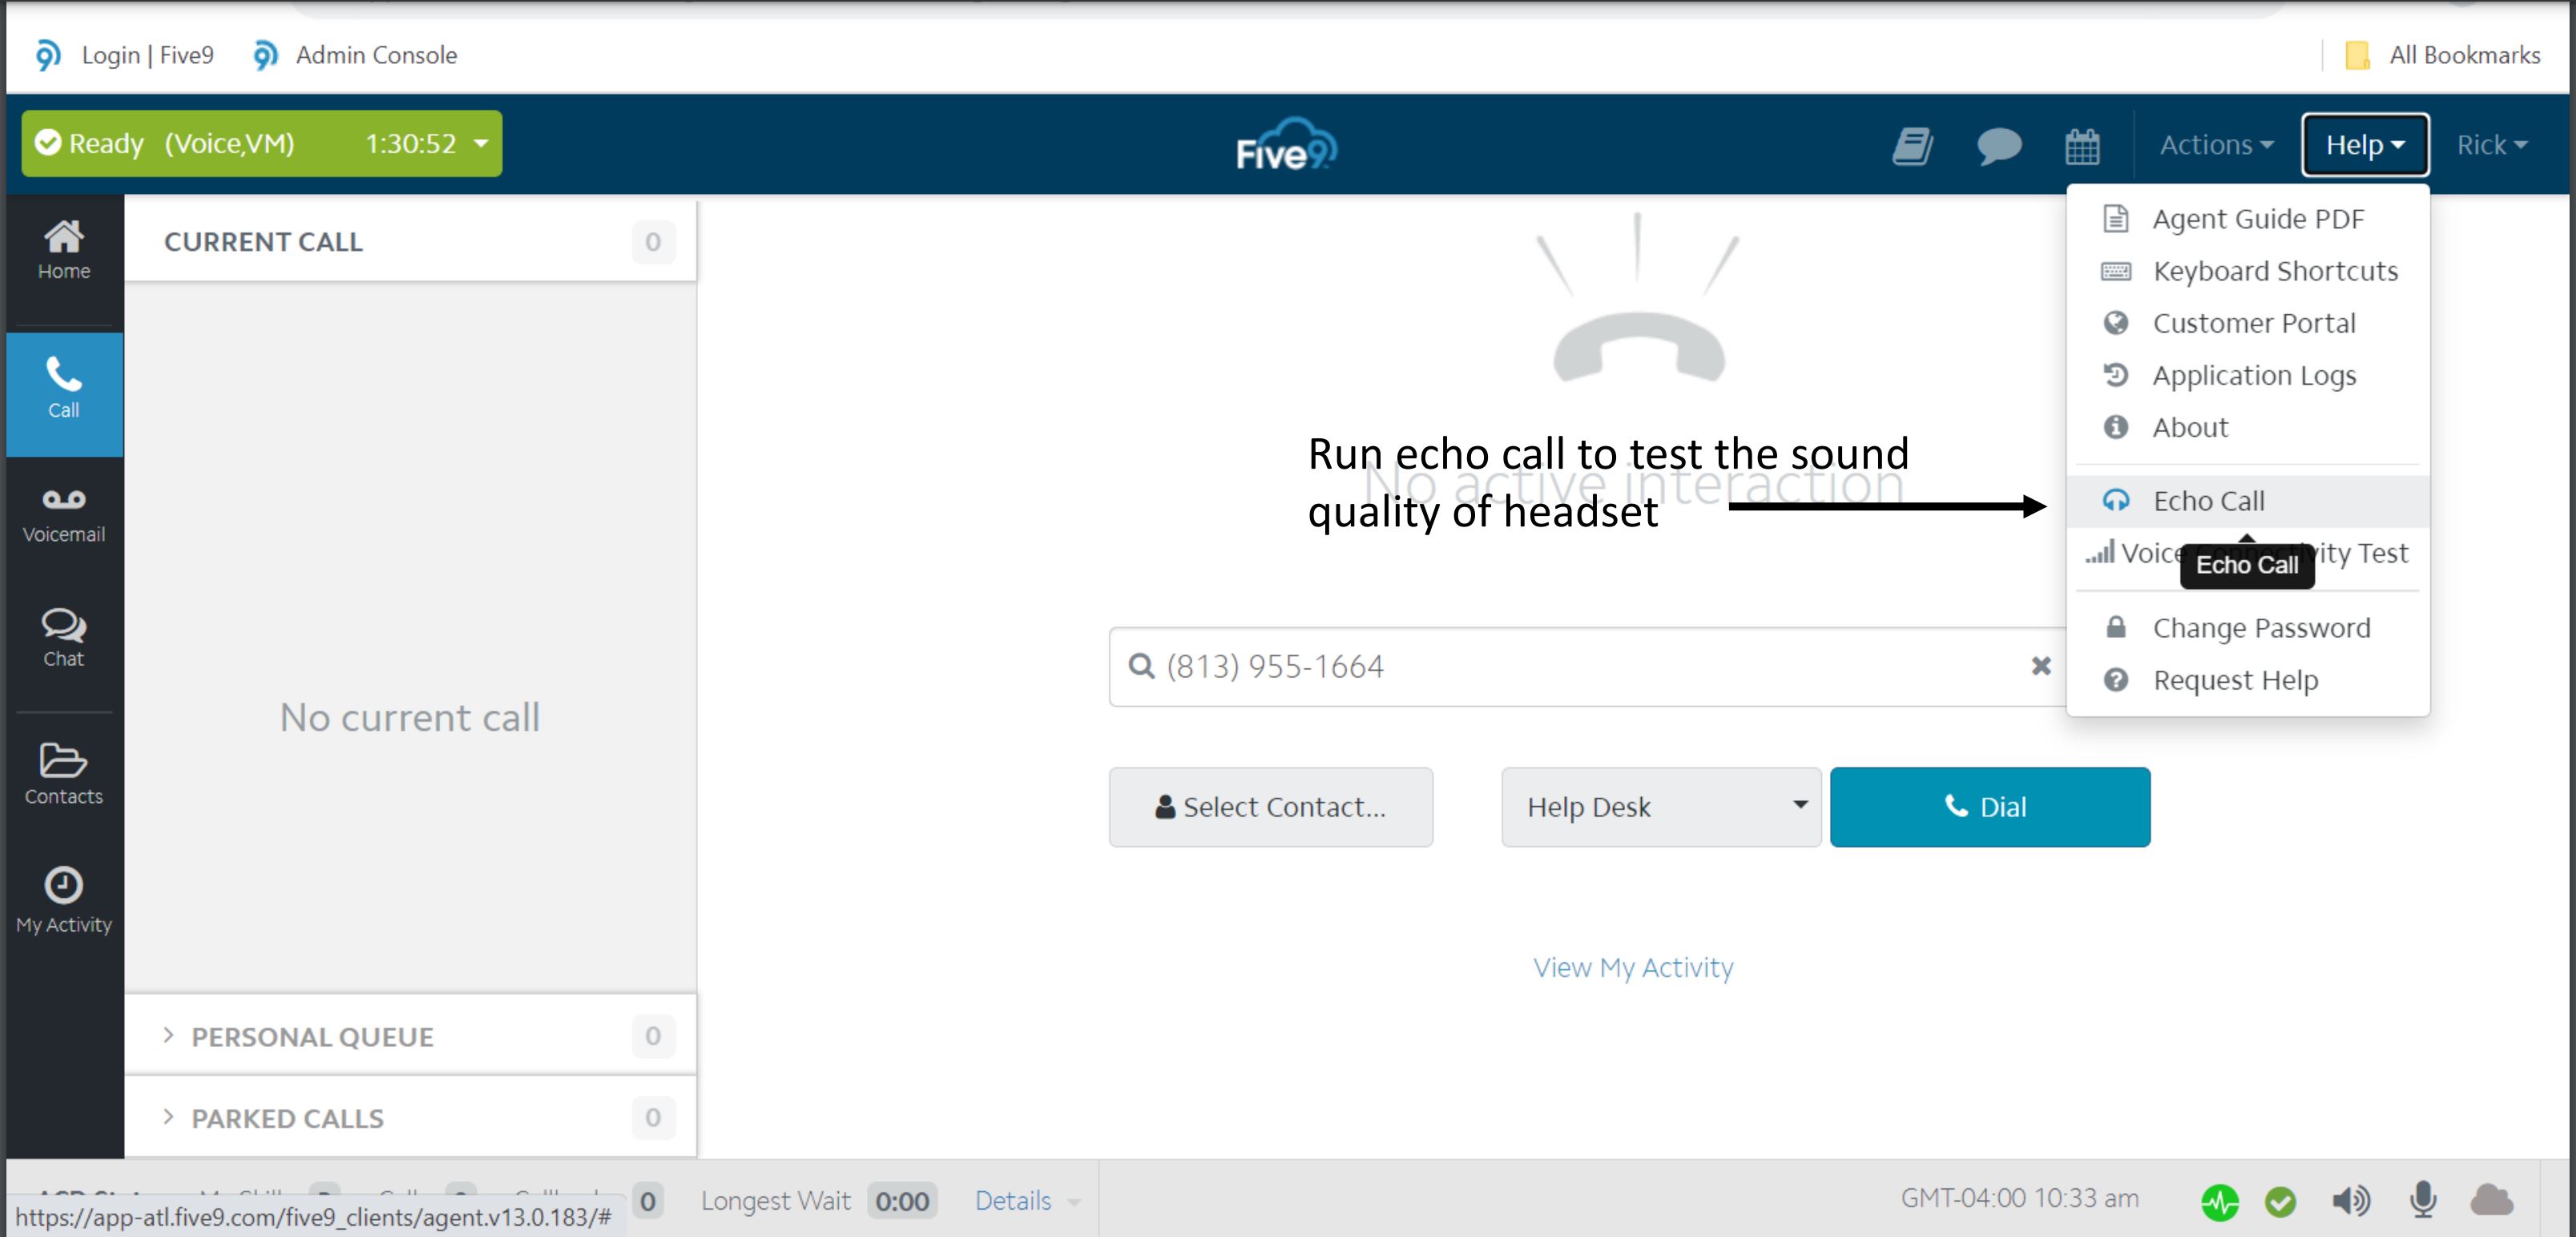 Login | Five9
Admin Console
All Bookmarks
Ready (Voice,VM) 1:30:52
Five9
Actions
Help
Rick
Home
Call
Voicemail
Chat
Contacts
My Activity
CURRENT CALL 0
No current call
PERSONAL QUEUE 0
PARKED CALLS 0
Run echo call to test the sound
quality of headset
No active interaction
(813) 955-1664
Select Contact...
Help Desk
Dial
View My Activity
Agent Guide PDF
Keyboard Shortcuts
Customer Portal
Application Logs
About
Echo Call
Voice
ity Test
Echo Call
Change Password
Request Help
https://app-atl.five9.com/five9_clients/agent.v13.0.183/#
0
Longest Wait 0:00
Details
GMT-04:00 10:33 am